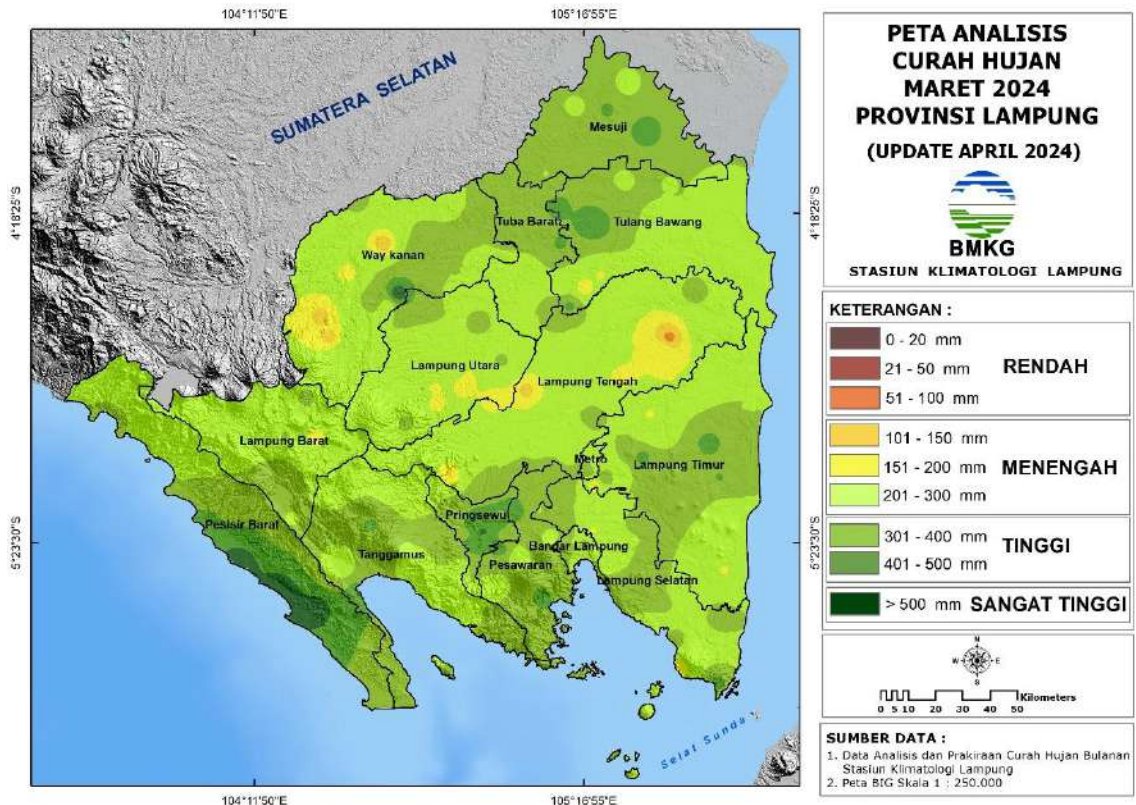 104°11'50"E
105°16'55"E
4°18'25"S
5°23'30"S
4°18'25"S
5°23'30"S
104°11'50"E
105°16'55"E
SUMATERA SELATAN
Mesuji
Tuba Barat
Tulang Bawang
Way kanan
Lampung Utara
Lampung Tengah
Lampung Barat
Metro
Lampung Timur
Pesisir Barat
Pringsewu
Tanggamus
Bandar Lampung
Pesawaran
Lampung Selatan
Selat Sunda
PETA ANALISIS
CURAH HUJAN
MARET 2024
PROVINSI LAMPUNG
(UPDATE APRIL 2024)
BMKG
STASIUN KLIMATOLOGI LAMPUNG
KETERANGAN :
0 - 20 mm
21 - 50 mm
RENDAH
51 - 100 mm
101 - 150 mm
151 - 200 mm
MENENGAH
201 - 300 mm
301 - 400 mm
TINGGI
401 - 500 mm
> 500 mm SANGAT TINGGI
N
W E
S
Kilometers
0 5 10 20 30 40 50
SUMBER DATA :
1. Data Analisis dan Prakiraan Curah Hujan Bulanan
Stasiun Klimatologi Lampung
2. Peta BIG Skala 1 : 250.000